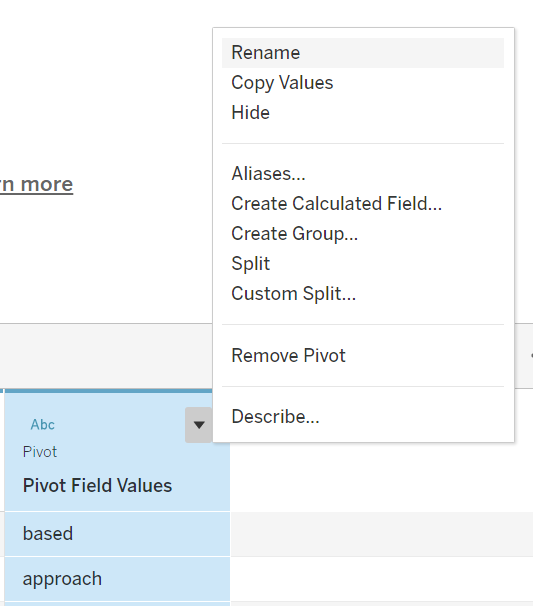 Rename
Copy Values
Hide
more
Aliases...
Create Calculated Field...
Create Group...
Split
Custom Split...
Remove Pivot
Describe...
Abc
Pivot
Pivot Field Values
based
approach